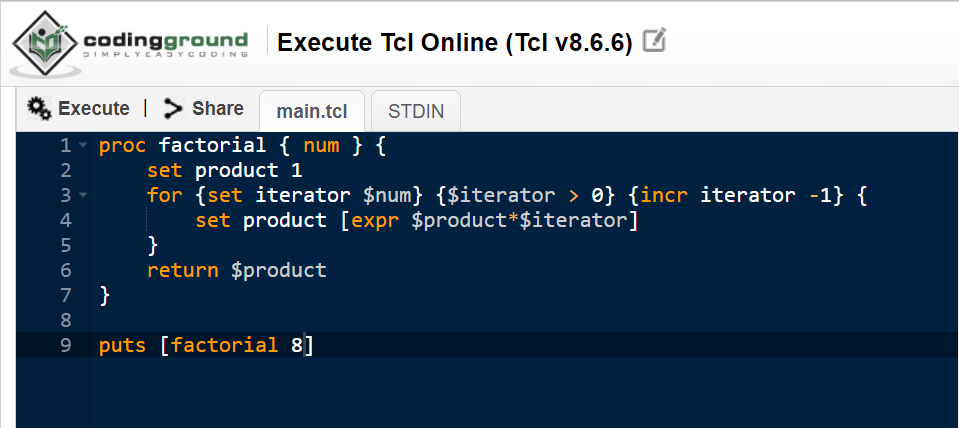 codingground
SIMPLYEASYCODING
Execute Tcl Online (Tcl v8.6.6)
Execute | Share main.tcl STDIN
1 proc factorial { num } {
2     set product 1
3     for {set iterator $num} {$iterator > 0} {incr iterator -1} {
4         set product [expr $product*$iterator]
5     }
6     return $product
7 }
8
9 puts [factorial 8]